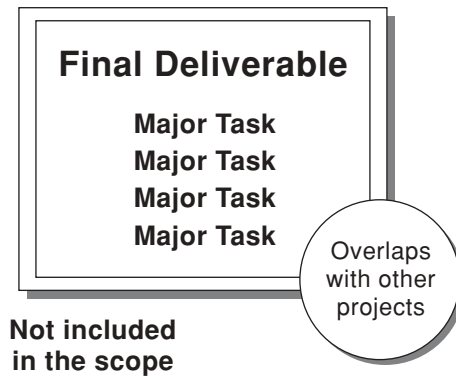 Final Deliverable
Major Task
Major Task
Major Task
Major Task
Overlaps
with other
projects
Not included
in the scope